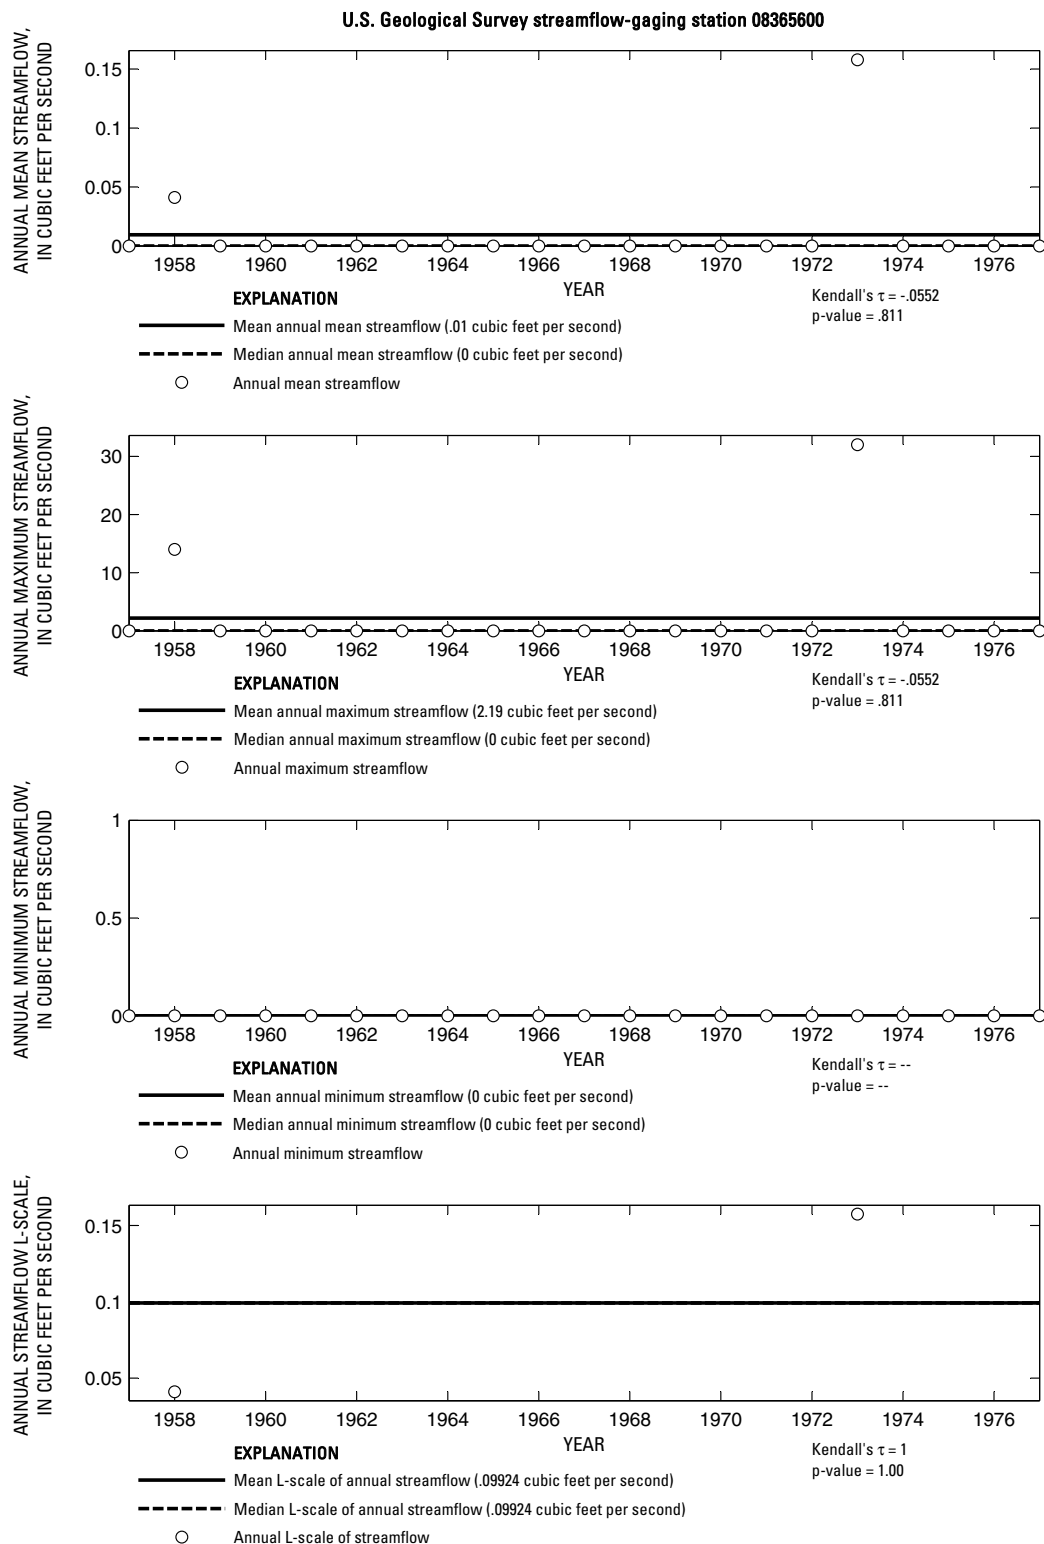 U.S. Geological Survey streamflow-gaging station 08365600
ANNUAL MEAN STREAMFLOW,
IN CUBIC FEET PER SECOND
0.15
0.1
0.05
0
1958 1960 1962 1964 1966 1968 1970 1972 1974 1976
YEAR
Kendall's τ = -.0552
p-value = .811
EXPLANATION
Mean annual mean streamflow (.01 cubic feet per second)
Median annual mean streamflow (0 cubic feet per second)
Annual mean streamflow
ANNUAL MAXIMUM STREAMFLOW,
IN CUBIC FEET PER SECOND
30
20
10
0
1958 1960 1962 1964 1966 1968 1970 1972 1974 1976
YEAR
Kendall's τ = -.0552
p-value = .811
EXPLANATION
Mean annual maximum streamflow (2.19 cubic feet per second)
Median annual maximum streamflow (0 cubic feet per second)
Annual maximum streamflow
ANNUAL MINIMUM STREAMFLOW,
IN CUBIC FEET PER SECOND
1
0.5
0
1958 1960 1962 1964 1966 1968 1970 1972 1974 1976
YEAR
Kendall's τ = --
p-value = --
EXPLANATION
Mean annual minimum streamflow (0 cubic feet per second)
Median annual minimum streamflow (0 cubic feet per second)
Annual minimum streamflow
ANNUAL STREAMFLOW L-SCALE,
IN CUBIC FEET PER SECOND
0.15
0.1
0.05
1958 1960 1962 1964 1966 1968 1970 1972 1974 1976
YEAR
Kendall's τ = 1
p-value = 1.00
EXPLANATION
Mean L-scale of annual streamflow (.09924 cubic feet per second)
Median L-scale of annual streamflow (.09924 cubic feet per second)
Annual L-scale of streamflow